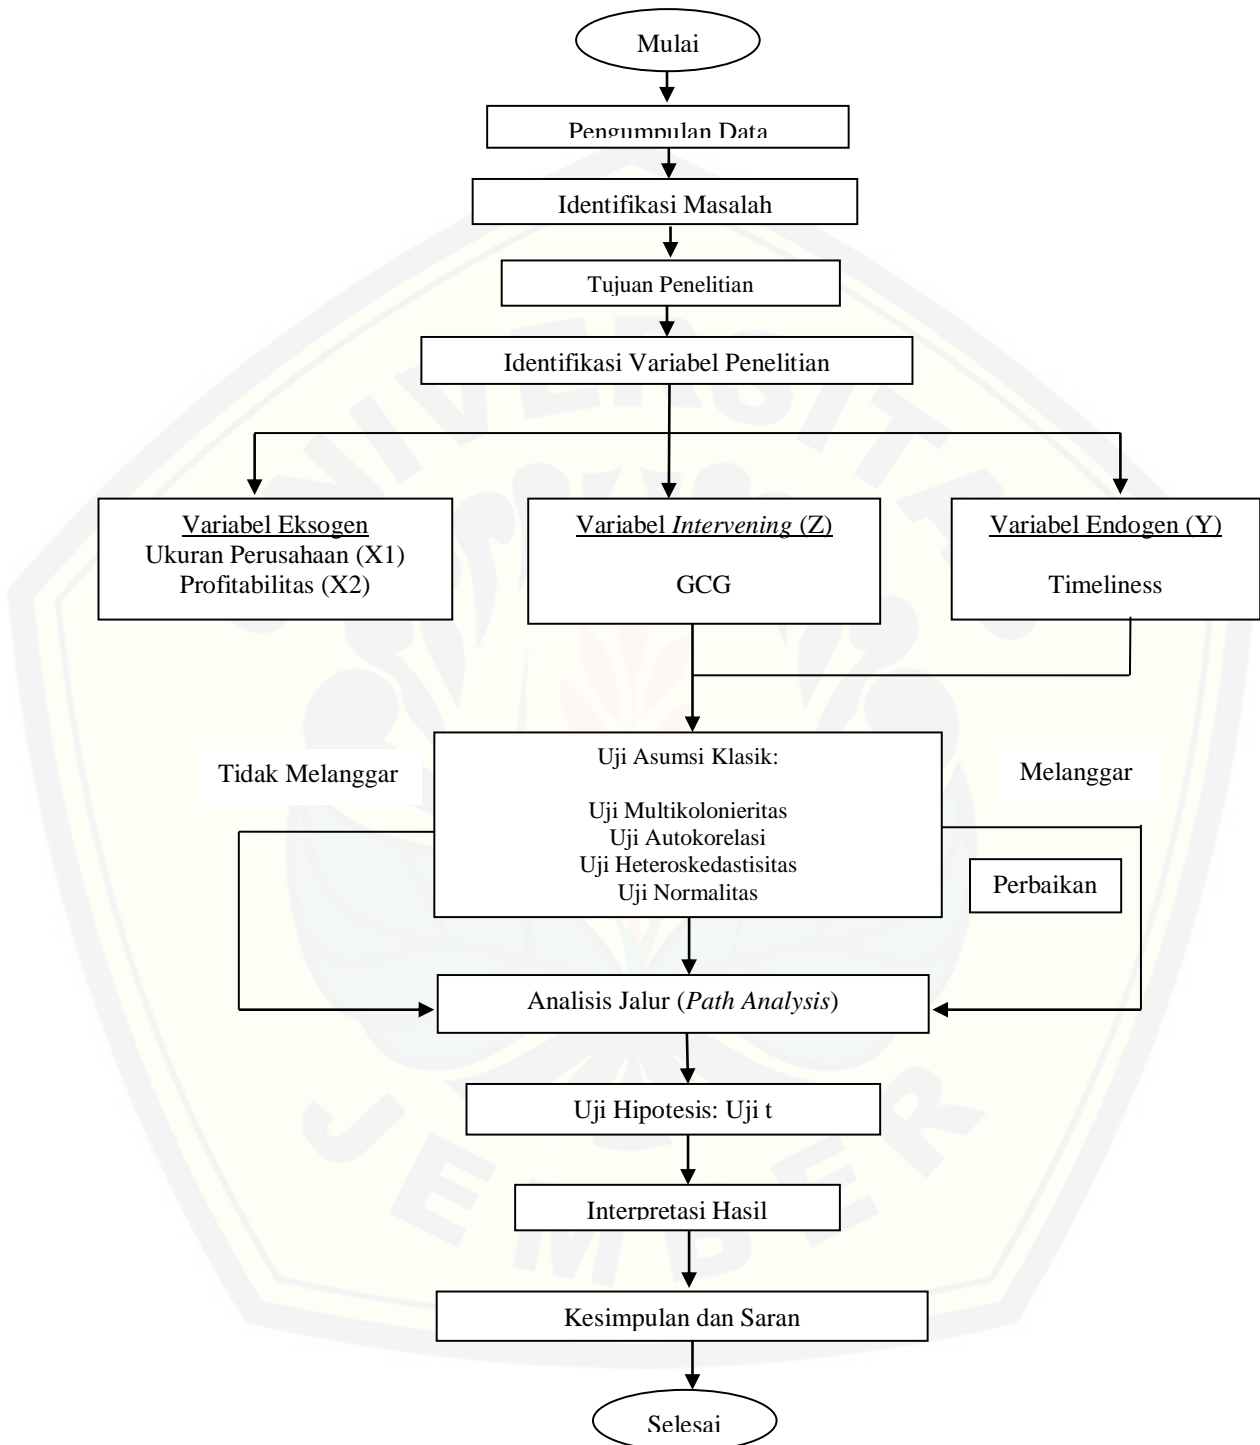 Mulai
Pengumpulan Data
Identifikasi Masalah
Tujuan Penelitian
Identifikasi Variabel Penelitian
Variabel Eksogen
Ukuran Perusahaan (X1)
Profitabilitas (X2)
Variabel Intervening (Z)
GCG
Variabel Endogen (Y)
Timeliness
Tidak Melanggar
Uji Asumsi Klasik:
Uji Multikolonieritas
Uji Autokorelasi
Uji Heteroskedastisitas
Uji Normalitas
Melanggar
Perbaikan
Analisis Jalur (Path Analysis)
Uji Hipotesis: Uji t
Interpretasi Hasil
Kesimpulan dan Saran
Selesai
UNIVERSITAS
JEMBER